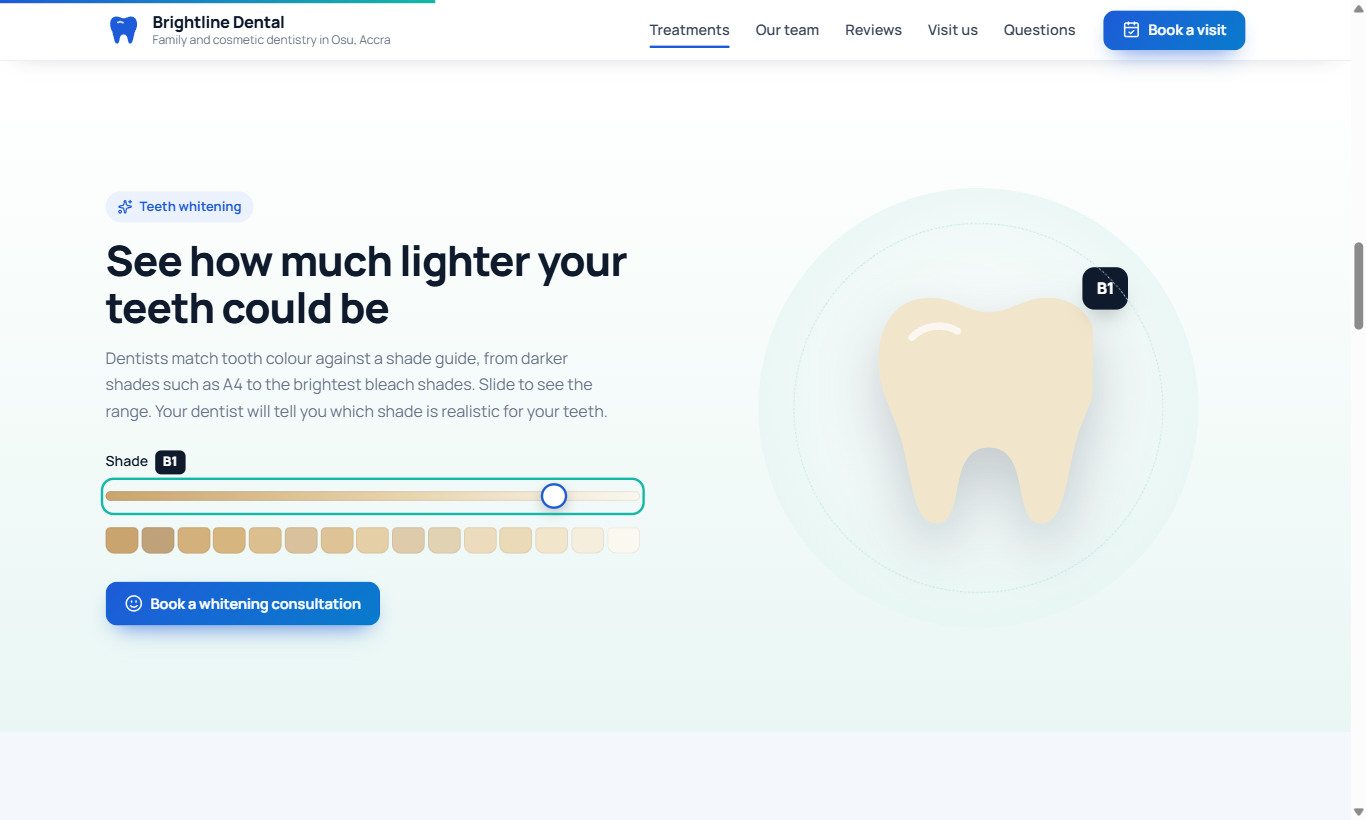 Brightline Dental
Family and cosmetic dentistry in Osu, Accra
Treatments
Our team
Reviews
Visit us
Questions
Book a visit
Teeth whitening
See how much lighter your
teeth could be
Dentists match tooth colour against a shade guide, from darker
shades such as A4 to the brightest bleach shades. Slide to see the
range. Your dentist will tell you which shade is realistic for your teeth.
Shade B1
Book a whitening consultation
B1